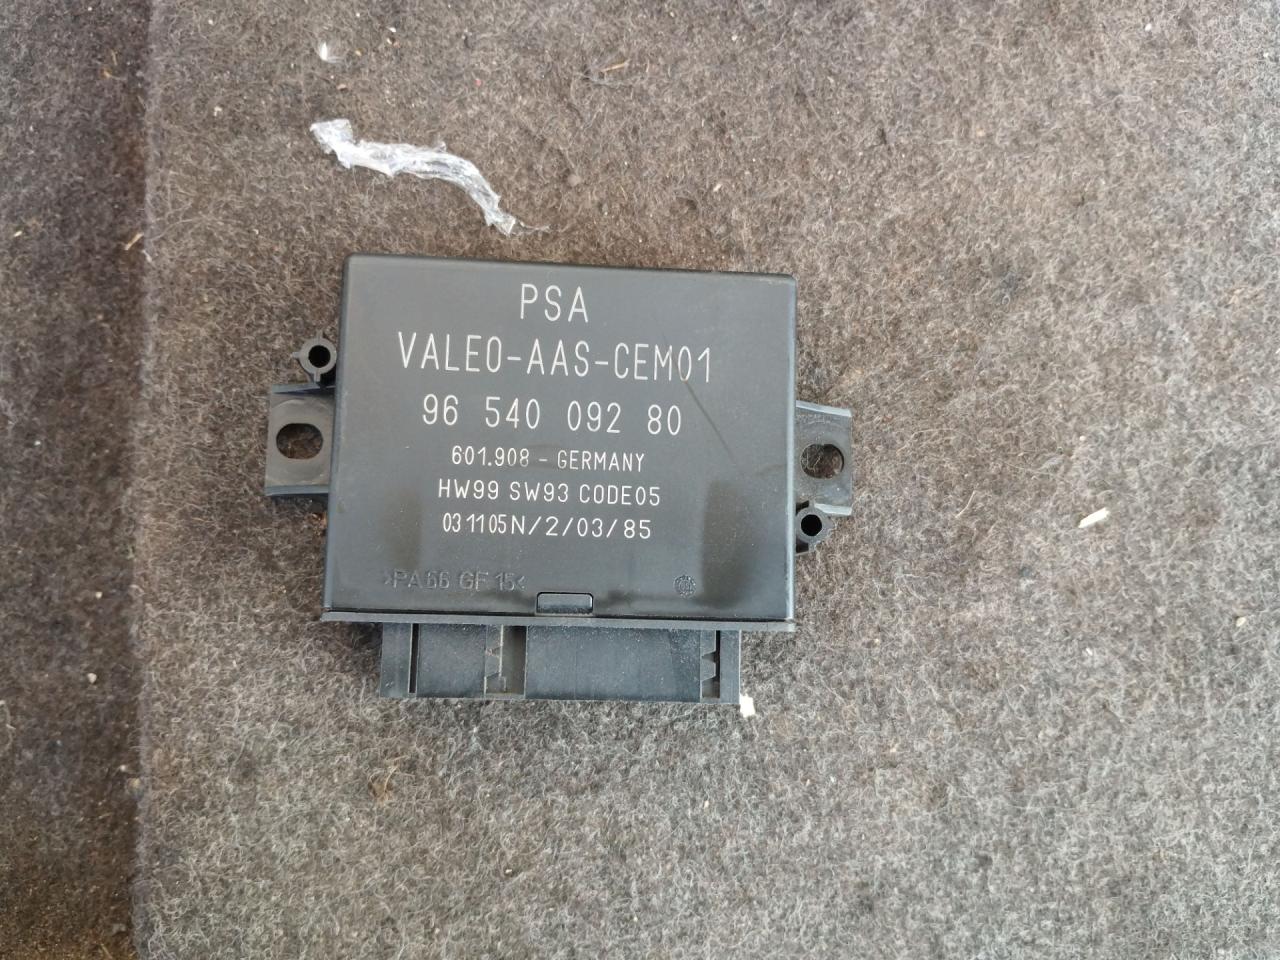 PSA
VALEO-AAS-CEM01
96 540 092 80
601.908 - GERMANY
HW99 SW93 CODE05
031105N/2/03/85
>PA66 GF15<